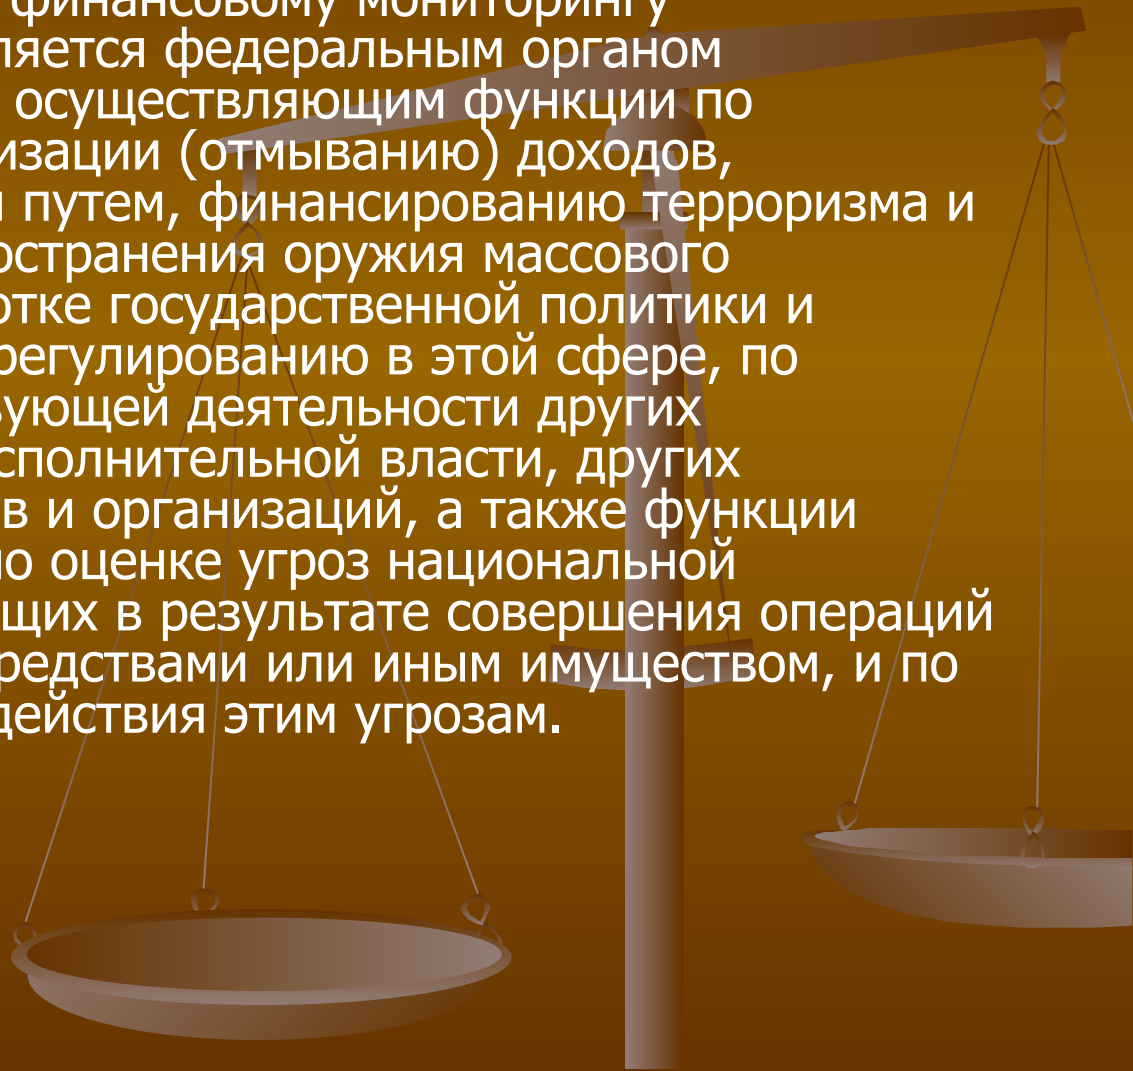 финансовому мониторингу
ляется федеральным органом
осуществляющим функции по
изации (отмыванию) доходов,
путем, финансированию терроризма и
остранения оружия массового
отке государственной политики и
регулированию в этой сфере, по
вующей деятельности других
сполнительной власти, других
в и организаций, а также функции
по оценке угроз национальной
щих в результате совершения операций
редствами или иным имуществом, и по
действия этим угрозам.